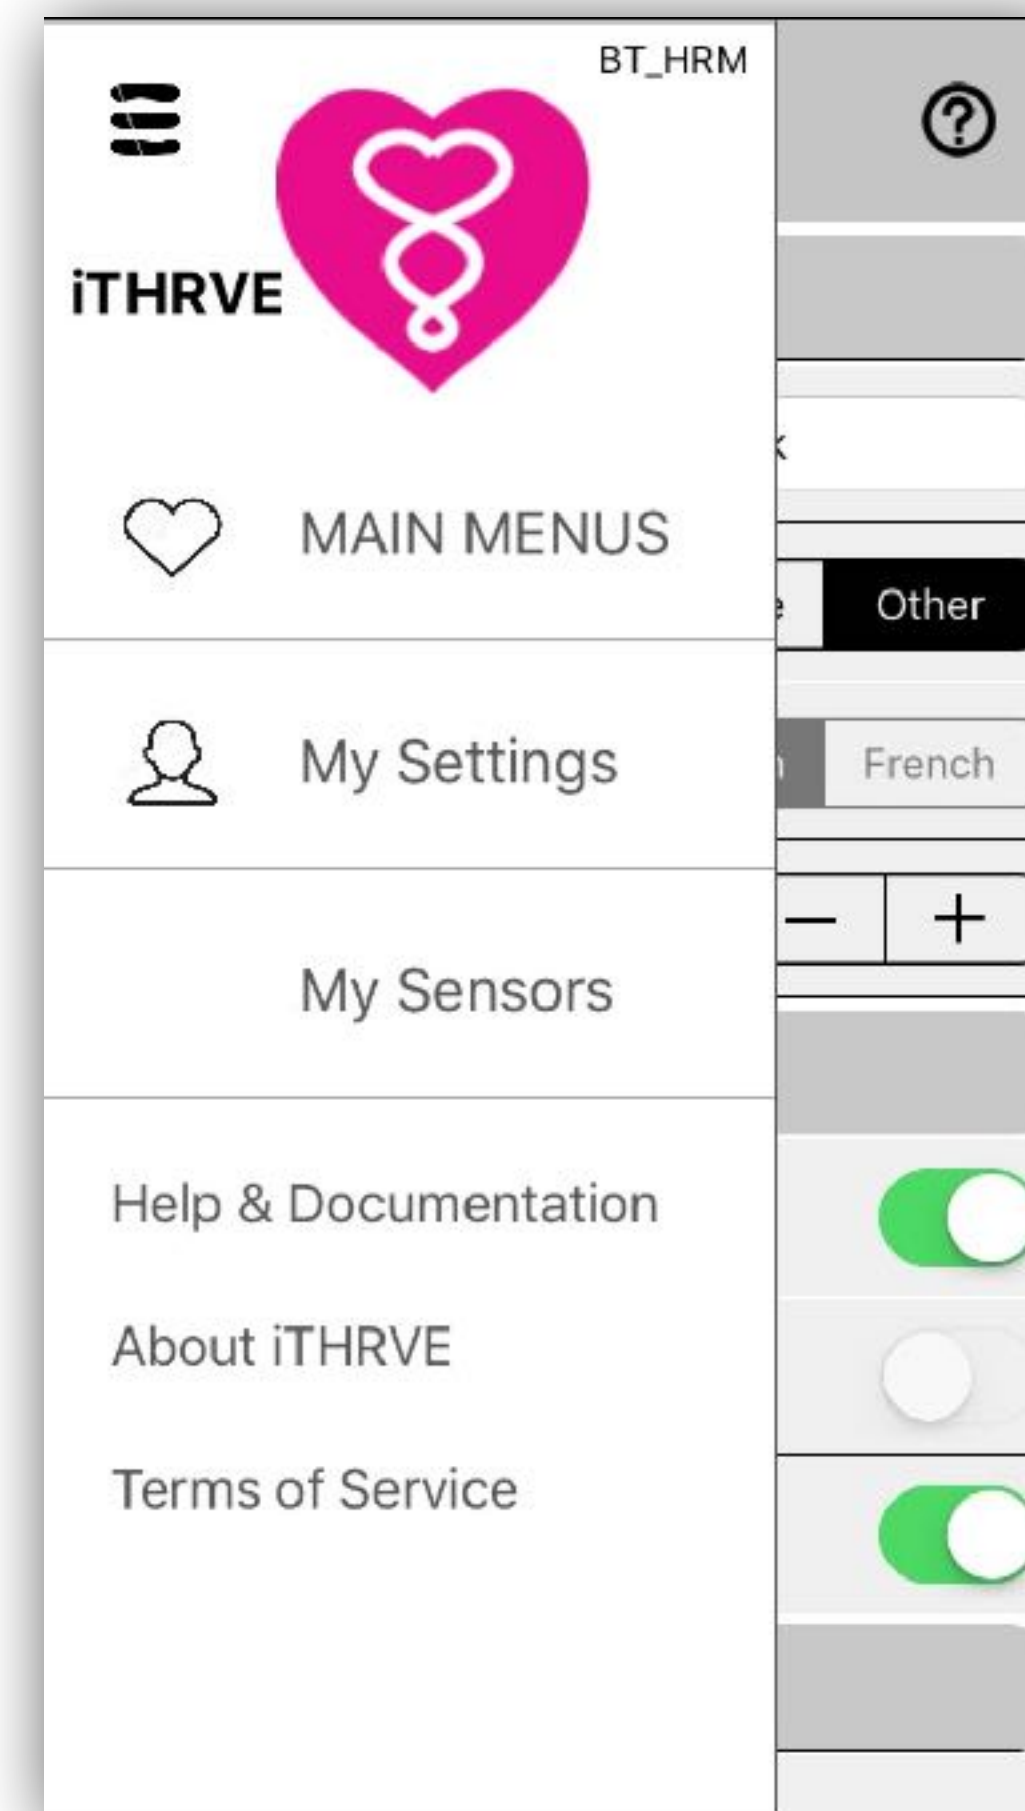 BT_HRM
iTHRVE
MAIN MENUS
Other
My Settings
French
My Sensors
Help & Documentation
About iTHRVE
Terms of Service